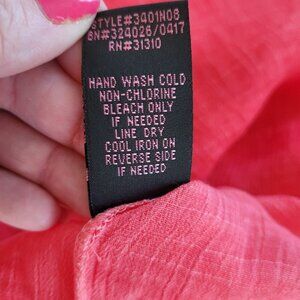 STYLE#3401N08
BN#324026/0417
RN#31310
HAND WASH COLD
NON-CHLORINE
BLEACH ONLY
IF NEEDED
LINE DRY
COOL IRON ON
REVERSE SIDE
IF NEEDED